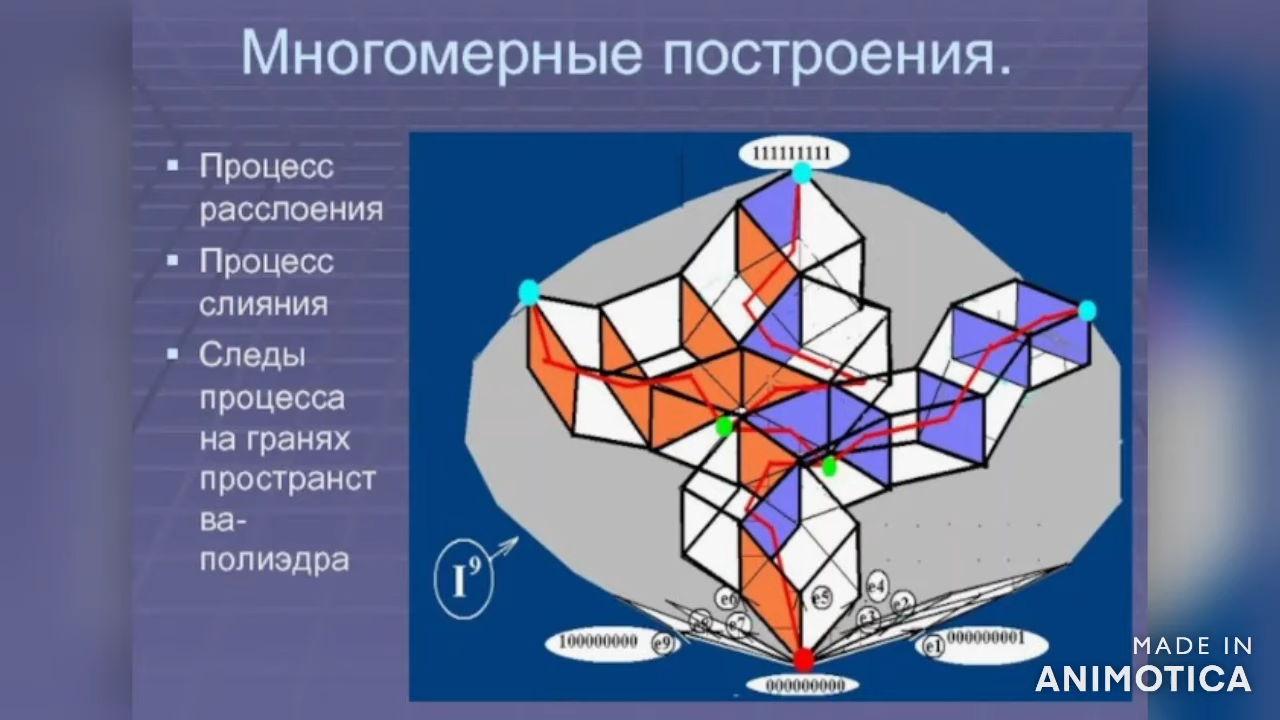 Многомерные построения.
Процесс
расслоения
Процесс
слияния
Следы
процесса
на гранях
пространст
ва-
полиэдра
111111111
I⁹
e6
e5
e4
e2
e8
e7
e3
100000000 e9
e1 000000001
000000000
MADE IN
ANIMOTICA